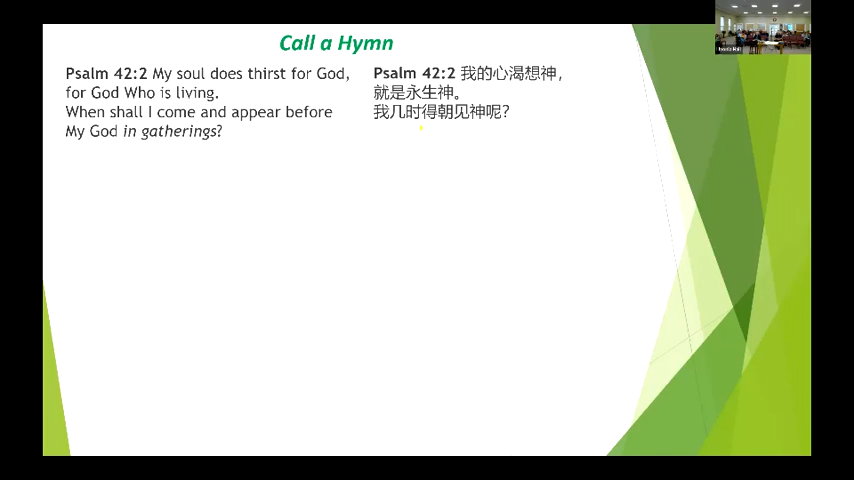 Call a Hymn
Psalm 42:2 My soul does thirst for God,
for God Who is living.
When shall I come and appear before
My God in gatherings?
Psalm 42:2 我的心渴想神，
就是永生神。
我几时得朝见神呢？